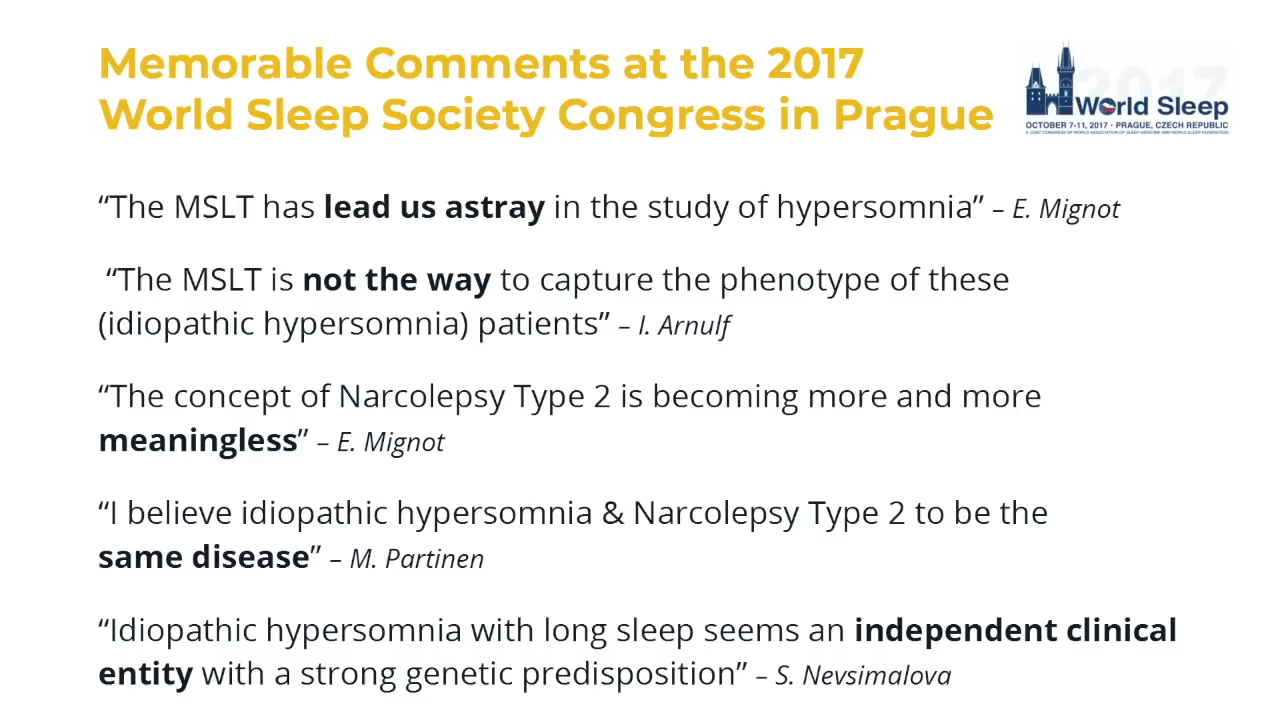 Memorable Comments at the 2017
World Sleep Society Congress in Prague
2017
World Sleep
OCTOBER 7-11, 2017 · PRAGUE, CZECH REPUBLIC
A JOINT CONGRESS OF WORLD ASSOCIATION OF SLEEP MEDICINE AND WORLD SLEEP FEDERATION
“The MSLT has lead us astray in the study of hypersomnia” – E. Mignot
“The MSLT is not the way to capture the phenotype of these
(idiopathic hypersomnia) patients” – I. Arnulf
“The concept of Narcolepsy Type 2 is becoming more and more
meaningless” – E. Mignot
“I believe idiopathic hypersomnia & Narcolepsy Type 2 to be the
same disease” – M. Partinen
“Idiopathic hypersomnia with long sleep seems an independent clinical
entity with a strong genetic predisposition” – S. Nevsimalova